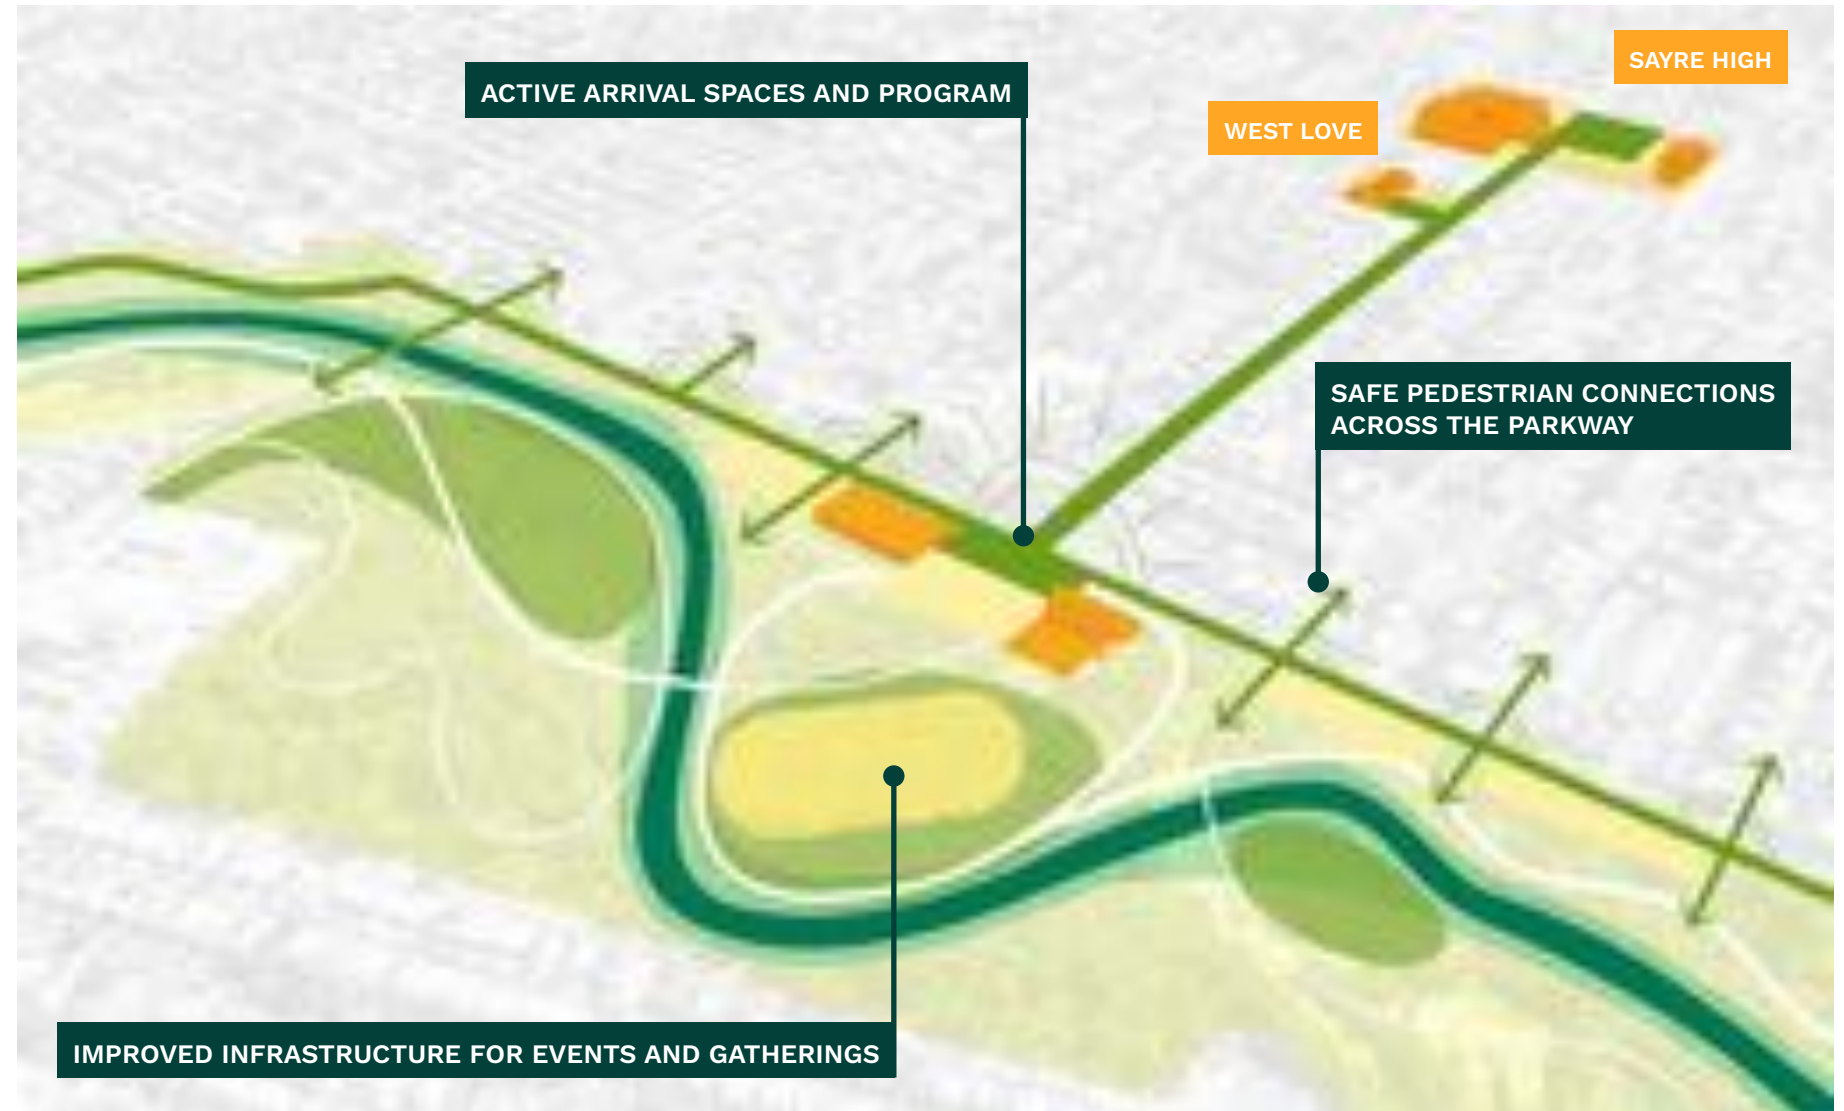 SAYRE HIGH
ACTIVE ARRIVAL SPACES AND PROGRAM
WEST LOVE
SAFE PEDESTRIAN CONNECTIONS
ACROSS THE PARKWAY
IMPROVED INFRASTRUCTURE FOR EVENTS AND GATHERINGS